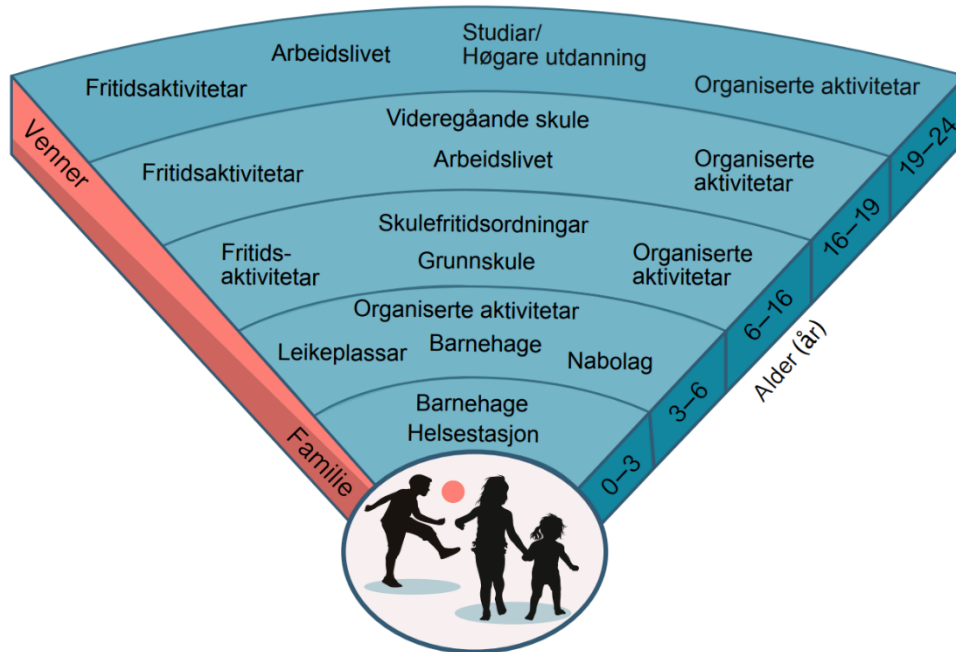 Studiar/
Høgare utdanning
Arbeidslivet
Fritidsaktivitetar
Organiserte aktivitetar
19–24
Videregåande skule
Arbeidslivet
Fritidsaktivitetar
Organiserte
aktivitetar
16–19
Skulefritidsordningar
Grunnskule
Fritids-
aktivitetar
Organiserte
aktivitetar
6–16
Organiserte aktivitetar
Leikeplassar
Barnehage
Nabolag
3–6
Barnehage
Helsestasjon
0–3
Venner
Familie
Alder (år)